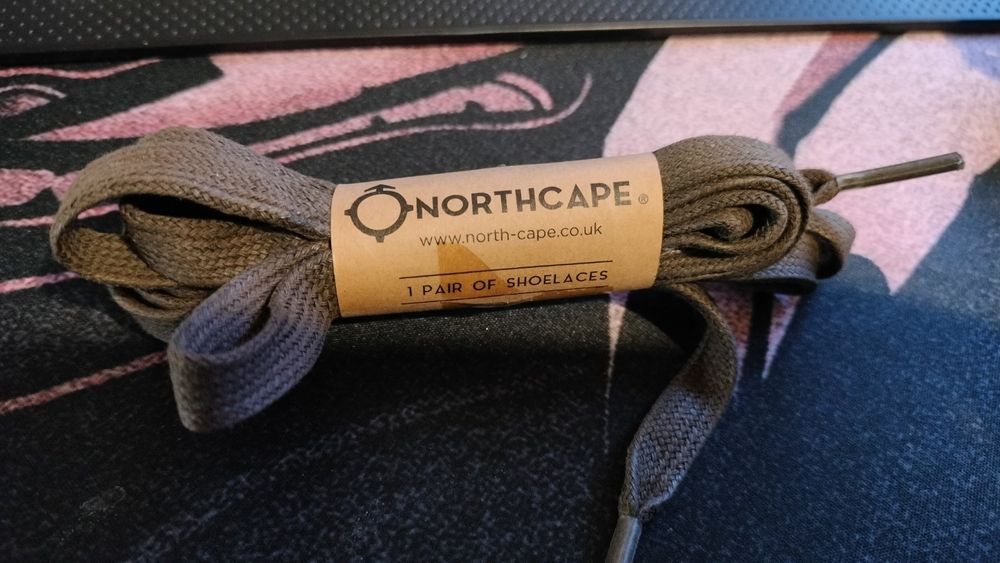 NORTHCAPE®
www.north-cape.co.uk
1 PAIR OF SHOELACES